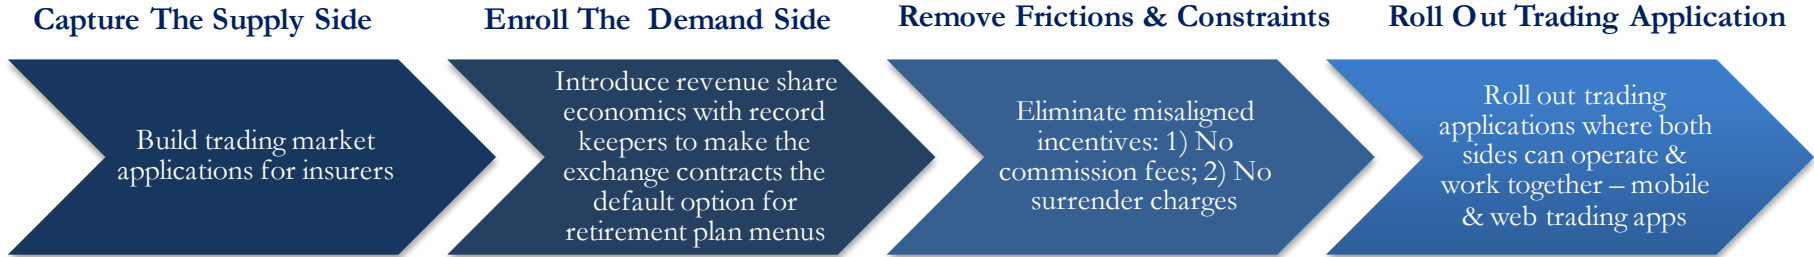 Capture The Supply Side
Build trading market
applications for insurers
Enroll The Demand Side
Introduce revenue share
economics with record
keepers to make the
exchange contracts the
default option for
retirement plan menus
Remove Frictions & Constraints
Eliminate misaligned
incentives: 1) No
commission fees; 2) No
surrender charges
Roll Out Trading Application
Roll out trading
applications where both
sides can operate &
work together – mobile
& web trading apps